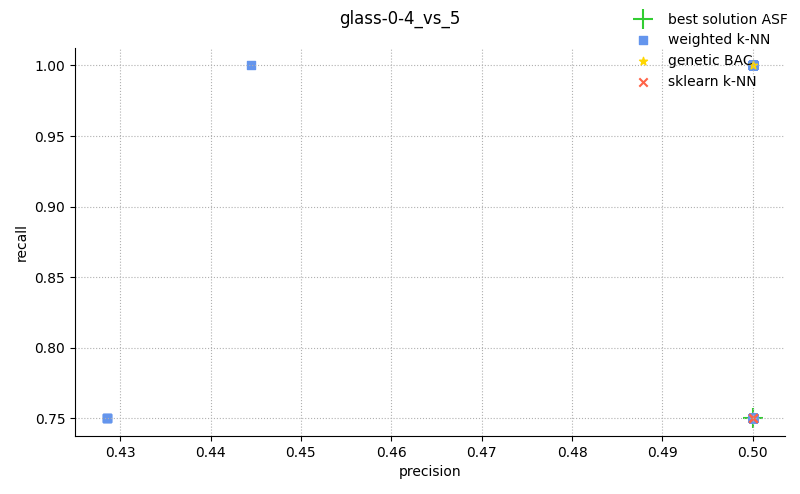 glass-0-4_vs_5
best solution ASF
weighted k-NN
genetic BAC
sklearn k-NN
1.00
0.95
0.90
0.85
0.80
0.75
recall
0.43
0.44
0.45
0.46
0.47
0.48
0.49
0.50
precision